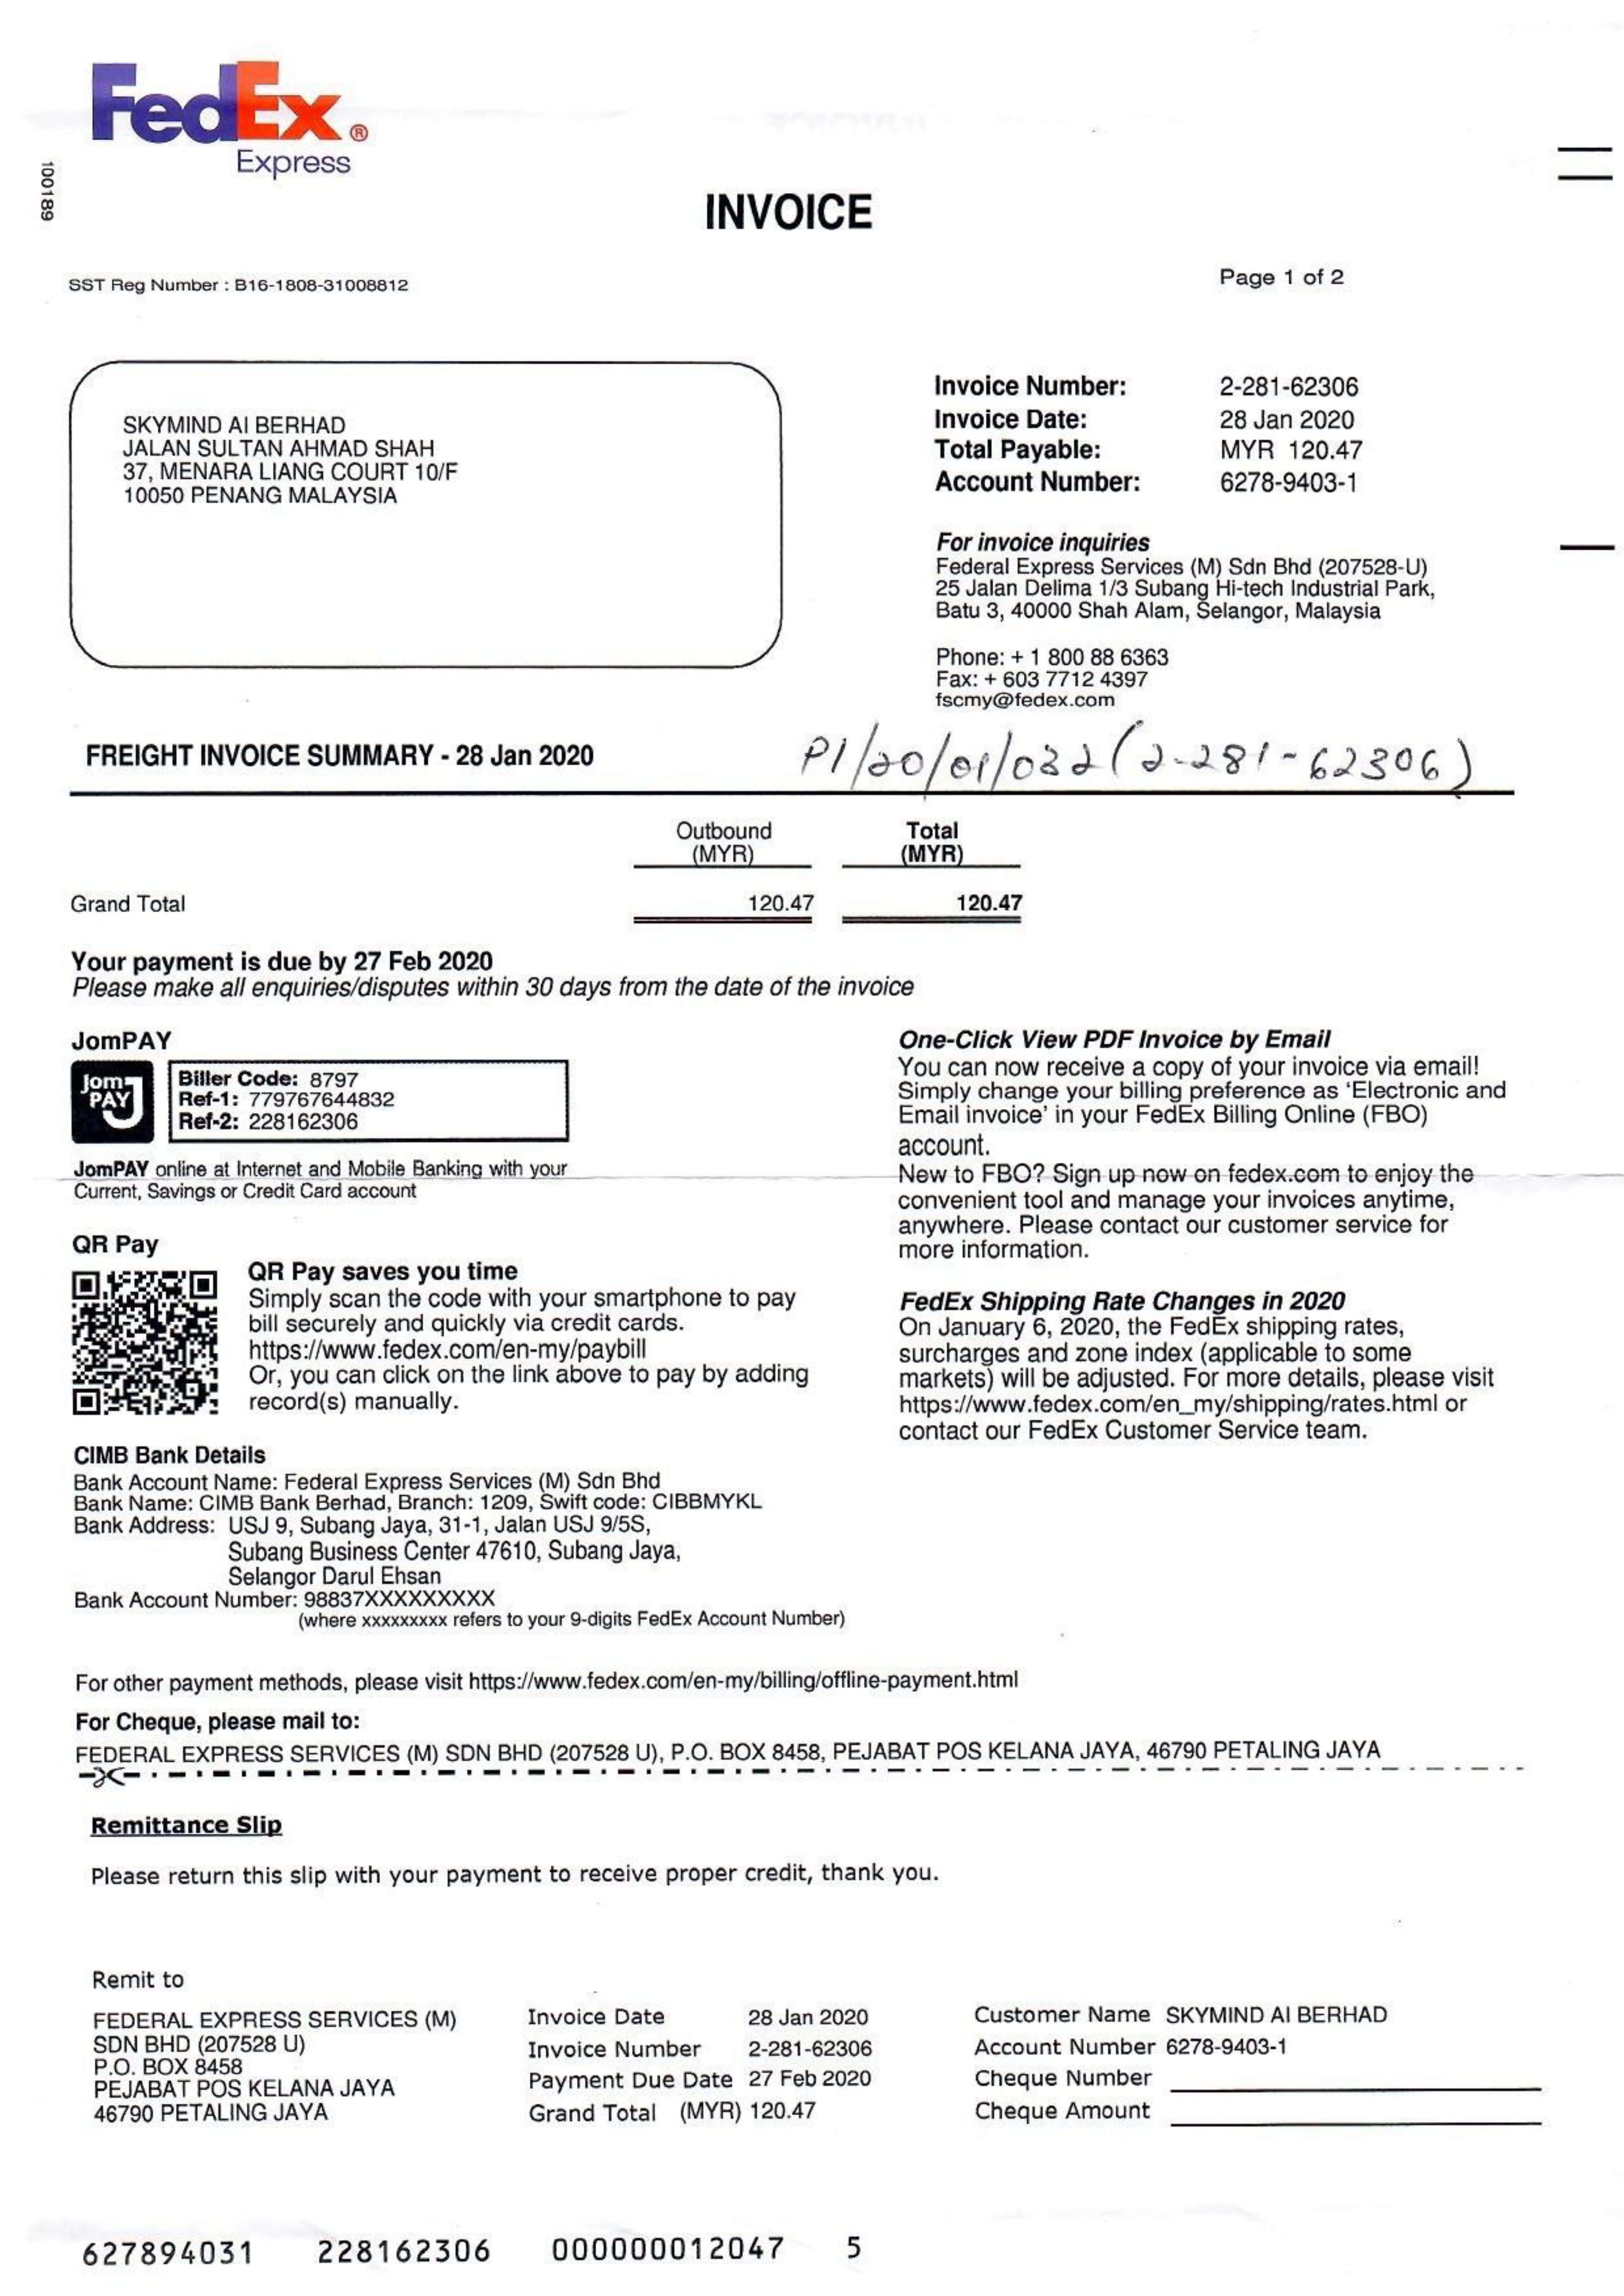 FedEx®
Express
100189
INVOICE
SST Reg Number : B16-1808-31008812
Page 1 of 2
SKYMIND AI BERHAD
JALAN SULTAN AHMAD SHAH
37, MENARA LIANG COURT 10/F
10050 PENANG MALAYSIA
Invoice Number: 2-281-62306
Invoice Date: 28 Jan 2020
Total Payable: MYR 120.47
Account Number: 6278-9403-1
For invoice inquiries
Federal Express Services (M) Sdn Bhd (207528-U)
25 Jalan Delima 1/3 Subang Hi-tech Industrial Park,
Batu 3, 40000 Shah Alam, Selangor, Malaysia
Phone: + 1 800 88 6363
Fax: + 603 7712 4397
fscmy@fedex.com
FREIGHT INVOICE SUMMARY - 28 Jan 2020
PI/20/01/032 (2-281-62306)
Outbound Total
(MYR) (MYR)
Grand Total 120.47 120.47
Your payment is due by 27 Feb 2020
Please make all enquiries/disputes within 30 days from the date of the invoice
JomPAY
Jom
PAY
Biller Code: 8797
Ref-1: 779767644832
Ref-2: 228162306
JomPAY online at Internet and Mobile Banking with your
Current, Savings or Credit Card account
QR Pay
QR Pay saves you time
Simply scan the code with your smartphone to pay
bill securely and quickly via credit cards.
https://www.fedex.com/en-my/paybill
Or, you can click on the link above to pay by adding
record(s) manually.
One-Click View PDF Invoice by Email
You can now receive a copy of your invoice via email!
Simply change your billing preference as 'Electronic and
Email invoice' in your FedEx Billing Online (FBO)
account.
New to FBO? Sign up now on fedex.com to enjoy the
convenient tool and manage your invoices anytime,
anywhere. Please contact our customer service for
more information.
FedEx Shipping Rate Changes in 2020
On January 6, 2020, the FedEx shipping rates,
surcharges and zone index (applicable to some
markets) will be adjusted. For more details, please visit
https://www.fedex.com/en_my/shipping/rates.html or
contact our FedEx Customer Service team.
CIMB Bank Details
Bank Account Name: Federal Express Services (M) Sdn Bhd
Bank Name: CIMB Bank Berhad, Branch: 1209, Swift code: CIBBMYKL
Bank Address: USJ 9, Subang Jaya, 31-1, Jalan USJ 9/5S,
Subang Business Center 47610, Subang Jaya,
Selangor Darul Ehsan
Bank Account Number: 98837XXXXXXXXX
(where xxxxxxxxx refers to your 9-digits FedEx Account Number)
For other payment methods, please visit https://www.fedex.com/en-my/billing/offline-payment.html
For Cheque, please mail to:
FEDERAL EXPRESS SERVICES (M) SDN BHD (207528 U), P.O. BOX 8458, PEJABAT POS KELANA JAYA, 46790 PETALING JAYA
Remittance Slip
Please return this slip with your payment to receive proper credit, thank you.
Remit to
FEDERAL EXPRESS SERVICES (M)
SDN BHD (207528 U)
P.O. BOX 8458
PEJABAT POS KELANA JAYA
46790 PETALING JAYA
Invoice Date 28 Jan 2020
Invoice Number 2-281-62306
Payment Due Date 27 Feb 2020
Grand Total (MYR) 120.47
Customer Name SKYMIND AI BERHAD
Account Number 6278-9403-1
Cheque Number
Cheque Amount
627894031 228162306 000000012047 5